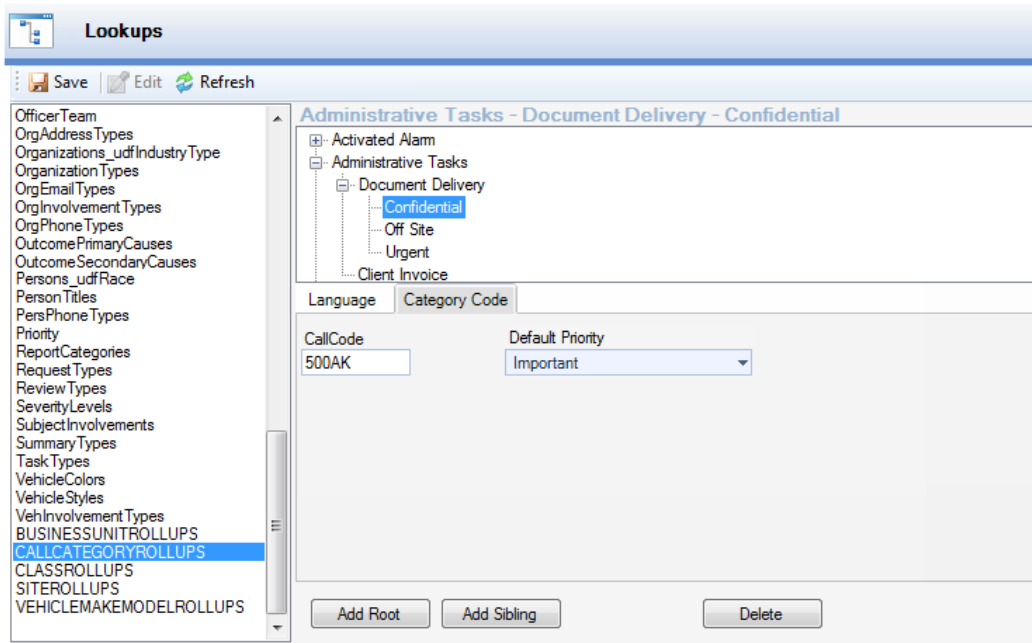 Lookups
Save Edit Refresh
OfficerTeam
OrgAddressTypes
Organizations_udfIndustryType
OrganizationTypes
OrgEmailTypes
OrgInvolvementTypes
OrgPhoneTypes
OutcomePrimaryCauses
OutcomeSecondaryCauses
Persons_udfRace
PersonTitles
PersPhoneTypes
Priority
ReportCategories
RequestTypes
ReviewTypes
SeverityLevels
SubjectInvolvements
SummaryTypes
TaskTypes
VehicleColors
VehicleStyles
VehInvolvementTypes
BUSINESSUNITROLLUPS
CALLCATEGORYROLLUPS
CLASSROLLUPS
SITEROLLUPS
VEHICLEMAKEMODELROLLUPS
Administrative Tasks - Document Delivery - Confidential
Activated Alarm
Administrative Tasks
Document Delivery
Confidential
Off Site
Urgent
Client Invoice
Language Category Code
CallCode Default Priority
500AK Important
Add Root Add Sibling Delete